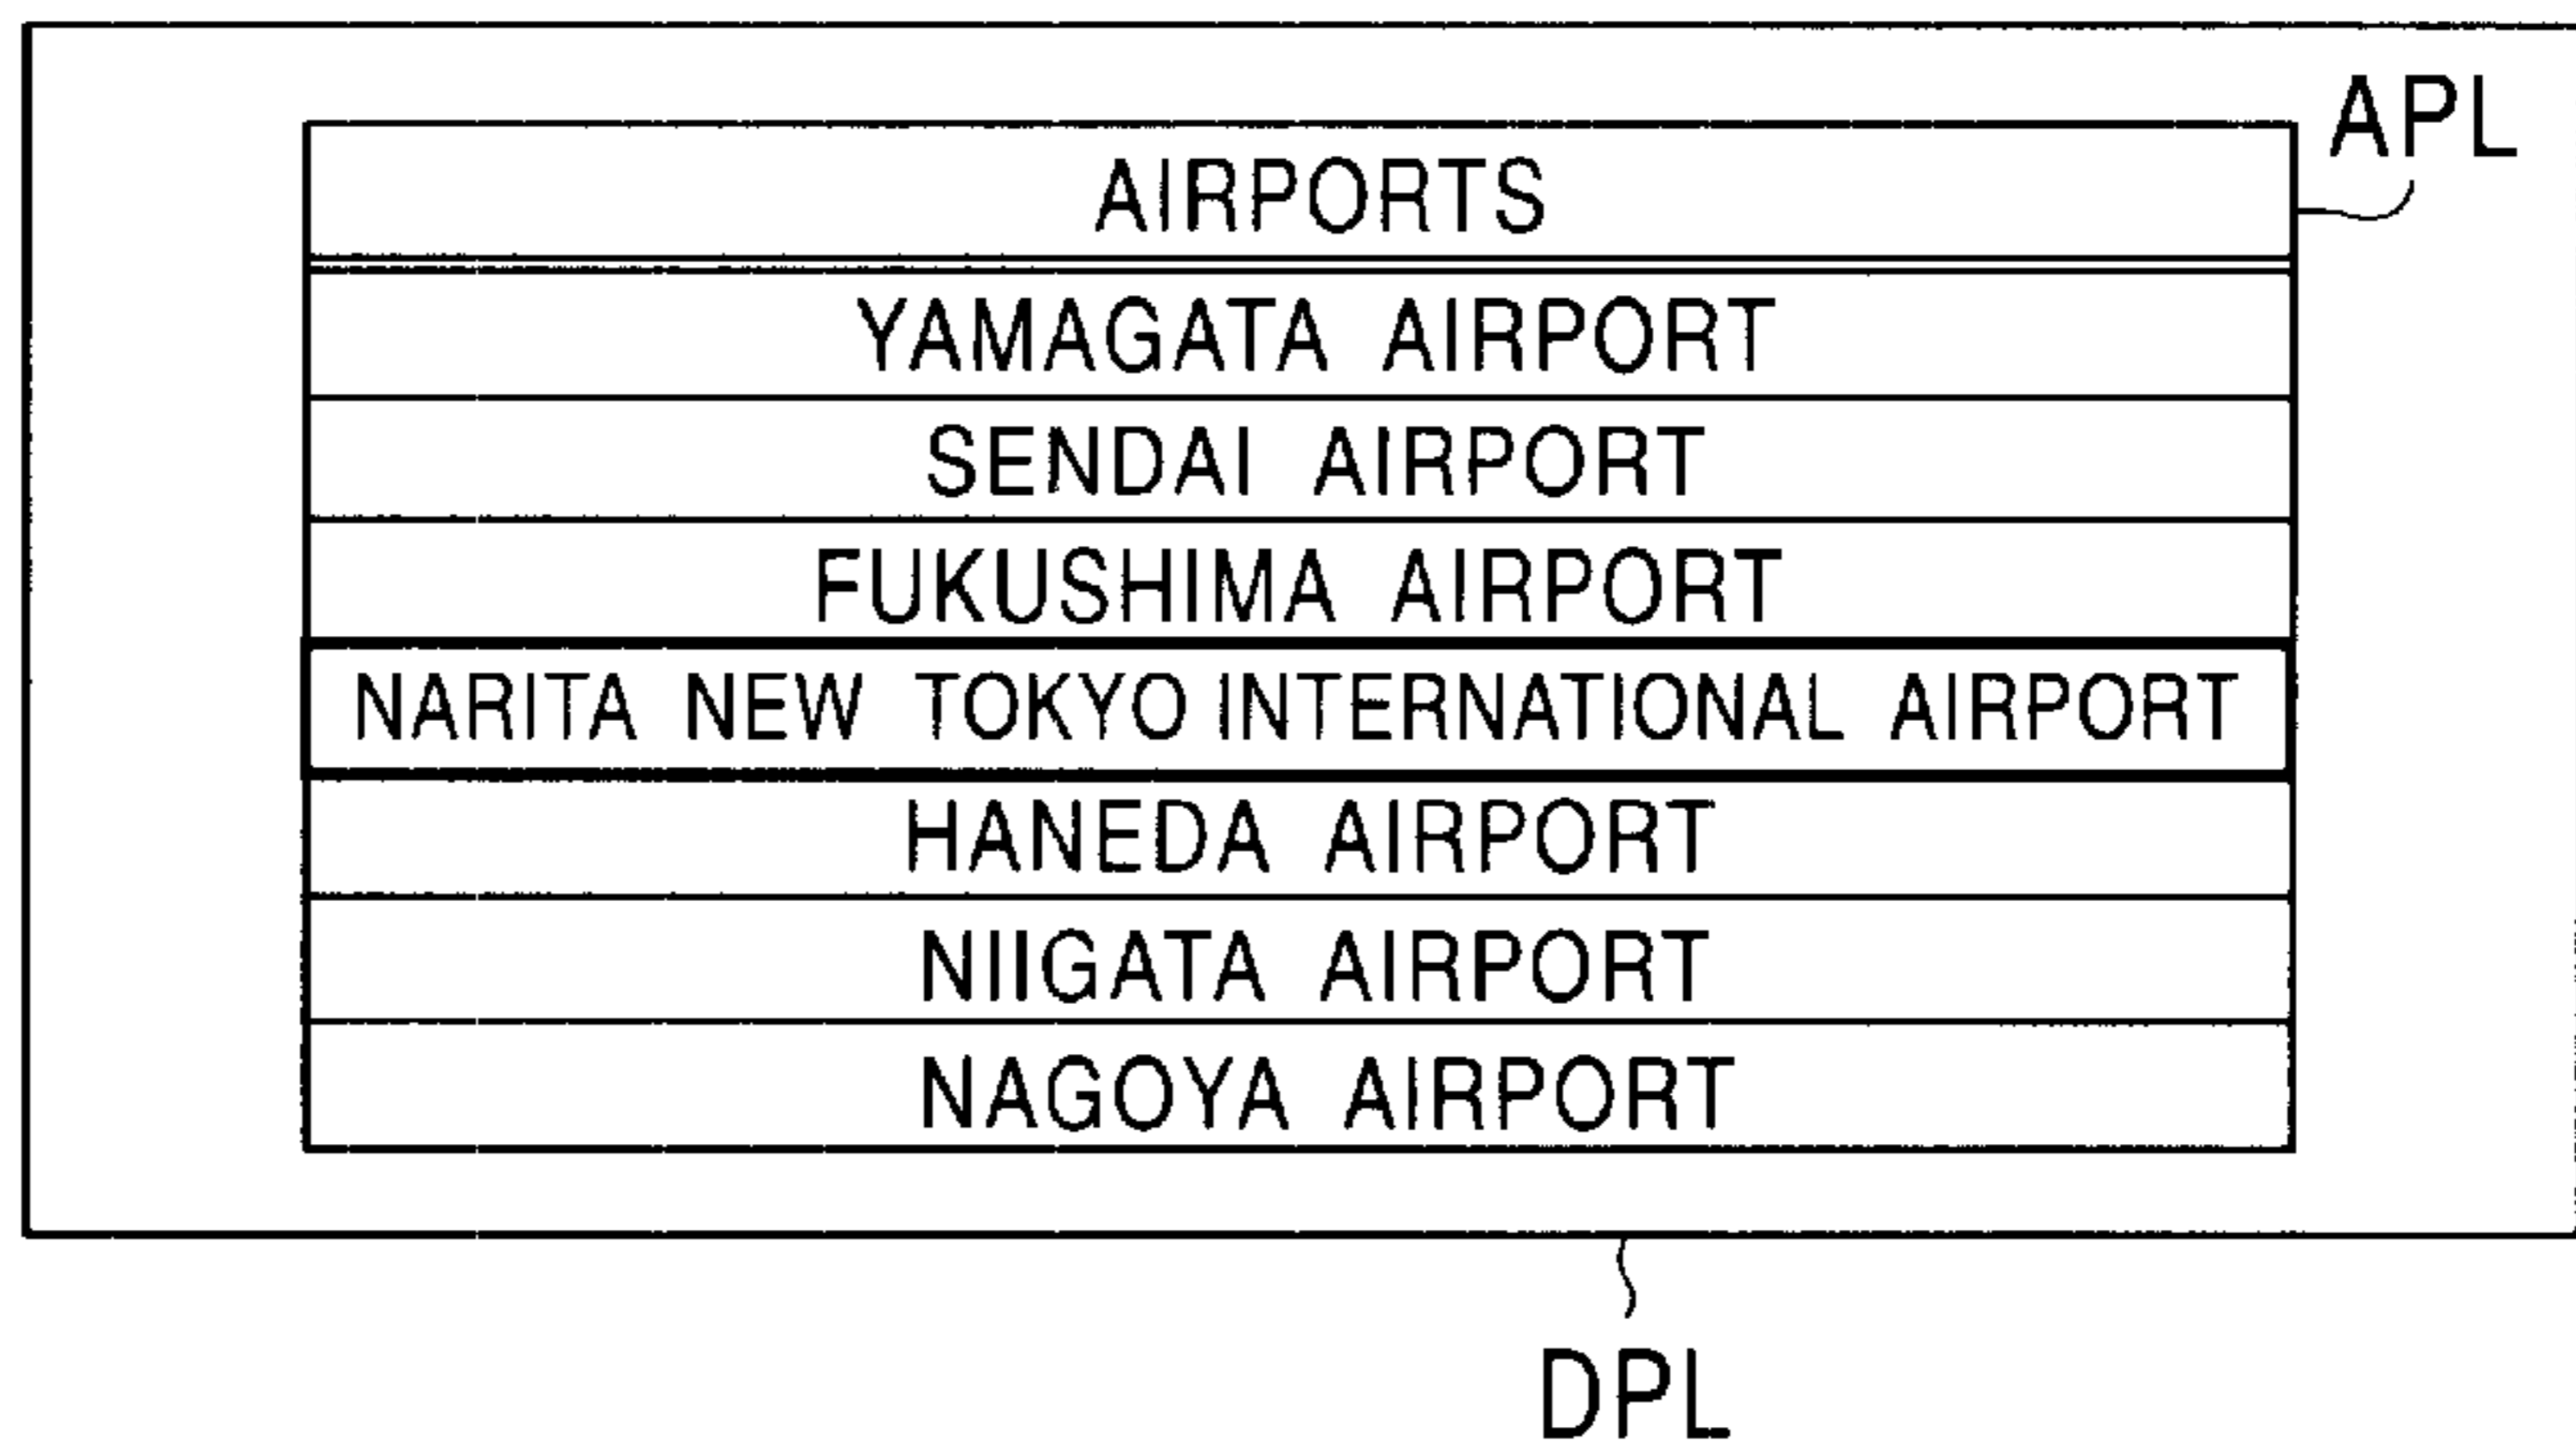 APL
AIRPORTS
YAMAGATA AIRPORT
SENDAI AIRPORT
FUKUSHIMA AIRPORT
NARITA NEW TOKYO INTERNATIONAL AIRPORT
HANEDA AIRPORT
NIIGATA AIRPORT
NAGOYA AIRPORT
DPL